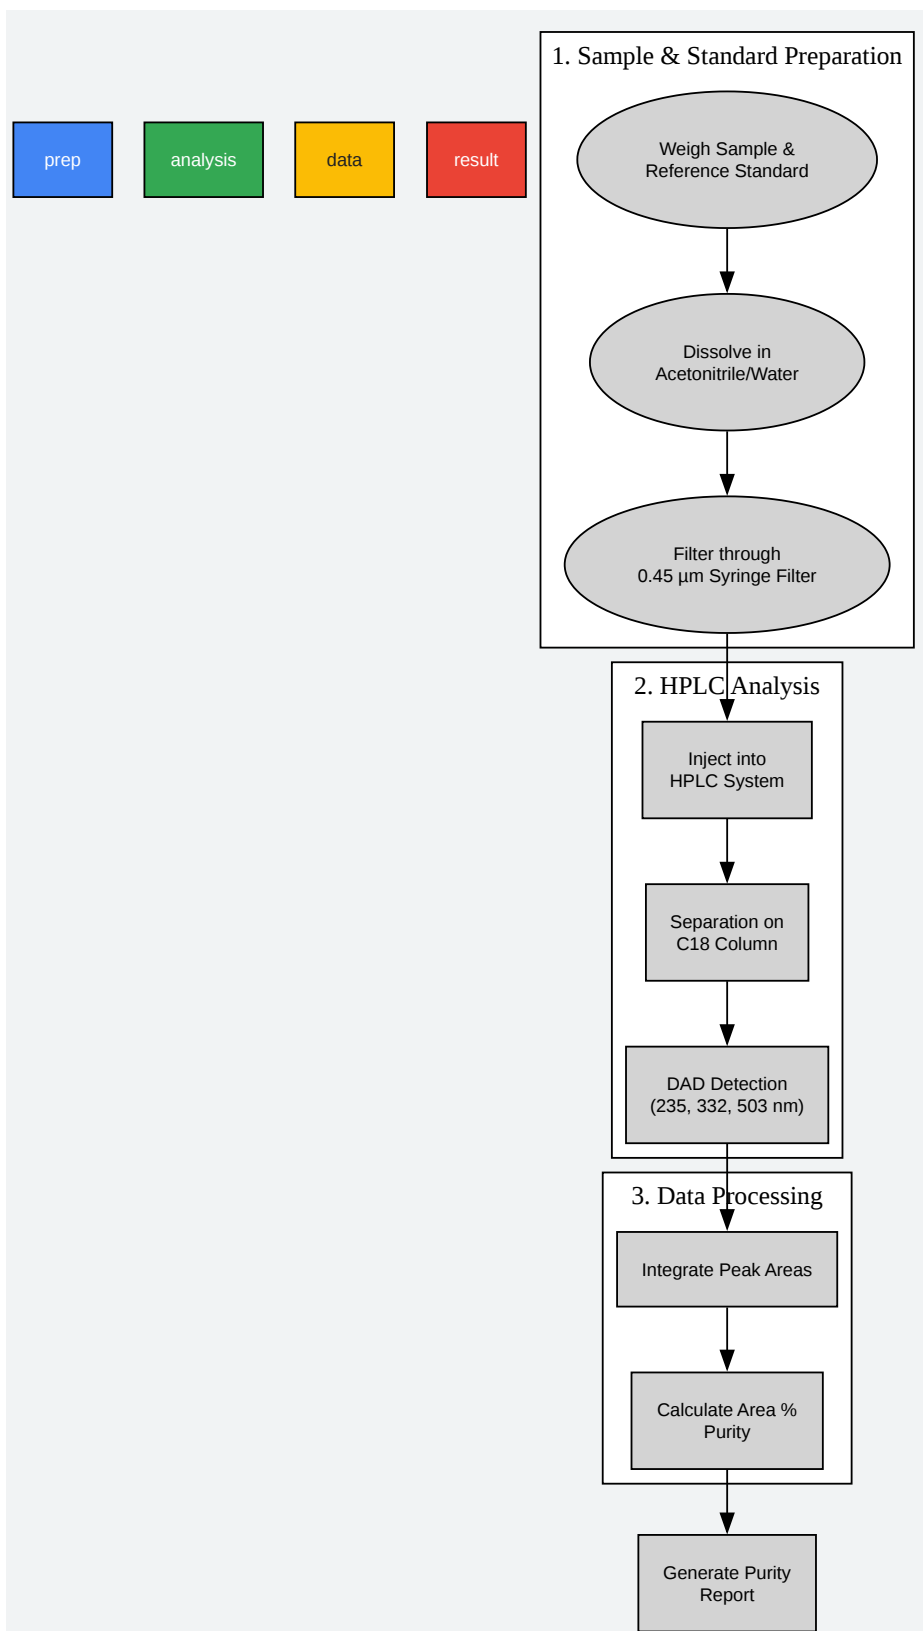 1. Sample & Standard Preparation
prep
analysis
data
result
Weigh Sample &
Reference Standard
Dissolve in
Acetonitrile/Water
Filter through
0.45 µm Syringe Filter
2. HPLC Analysis
Inject into
HPLC System
Separation on
C18 Column
DAD Detection
(235, 332, 503 nm)
3. Data Processing
Integrate Peak Areas
Calculate Area %
Purity
Generate Purity
Report